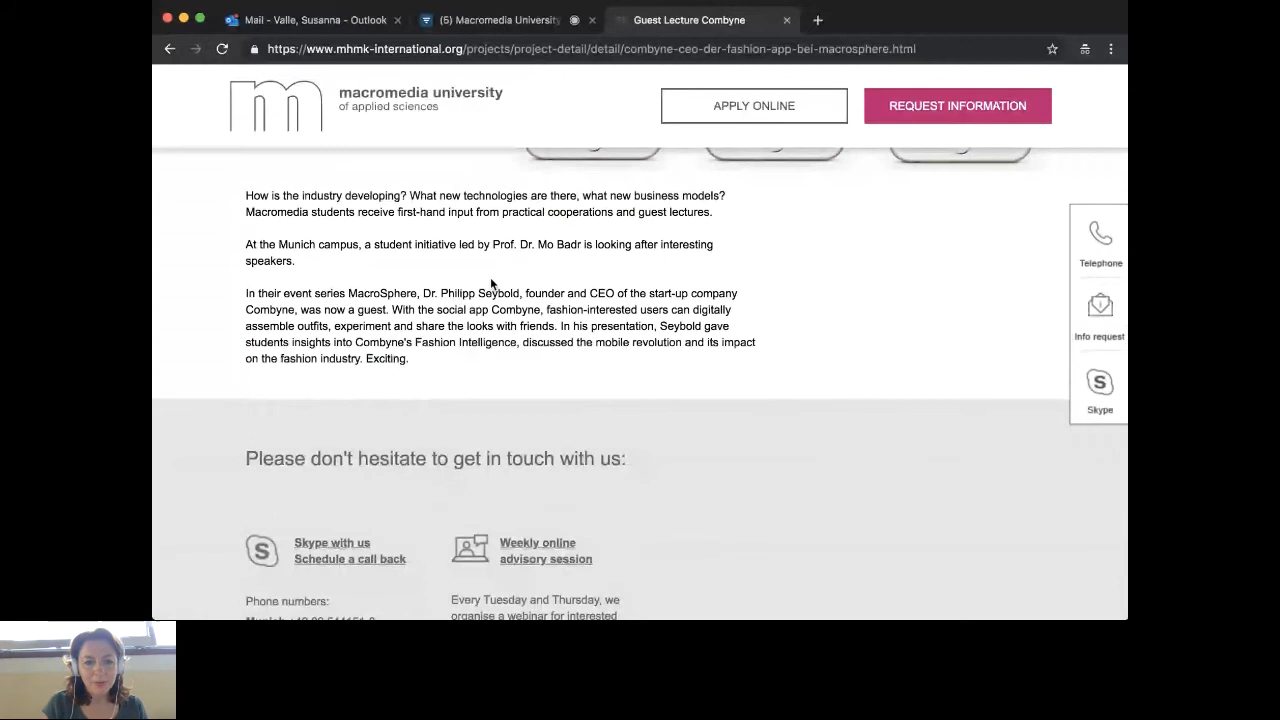 Mail - Valle, Susanna - Outlook
(5) Macromedia University
Guest Lecture Combyne
https://www.mhmk-international.org/projects/project-detail/detail/combyne-ceo-der-fashion-app-bei-macrosphere.html
macromedia university
of applied sciences
APPLY ONLINE
REQUEST INFORMATION
How is the industry developing? What new technologies are there, what new business models?
Macromedia students receive first-hand input from practical cooperations and guest lectures.
At the Munich campus, a student initiative led by Prof. Dr. Mo Badr is looking after interesting
speakers.
In their event series MacroSphere, Dr. Philipp Seybold, founder and CEO of the start-up company
Combyne, was now a guest. With the social app Combyne, fashion-interested users can digitally
assemble outfits, experiment and share the looks with friends. In his presentation, Seybold gave
students insights into Combyne's Fashion Intelligence, discussed the mobile revolution and its impact
on the fashion industry. Exciting.
Telephone
Info request
Skype
Please don't hesitate to get in touch with us:
Skype with us
Schedule a call back
Weekly online
advisory session
Phone numbers:
Every Tuesday and Thursday, we
organise a webinar for interested